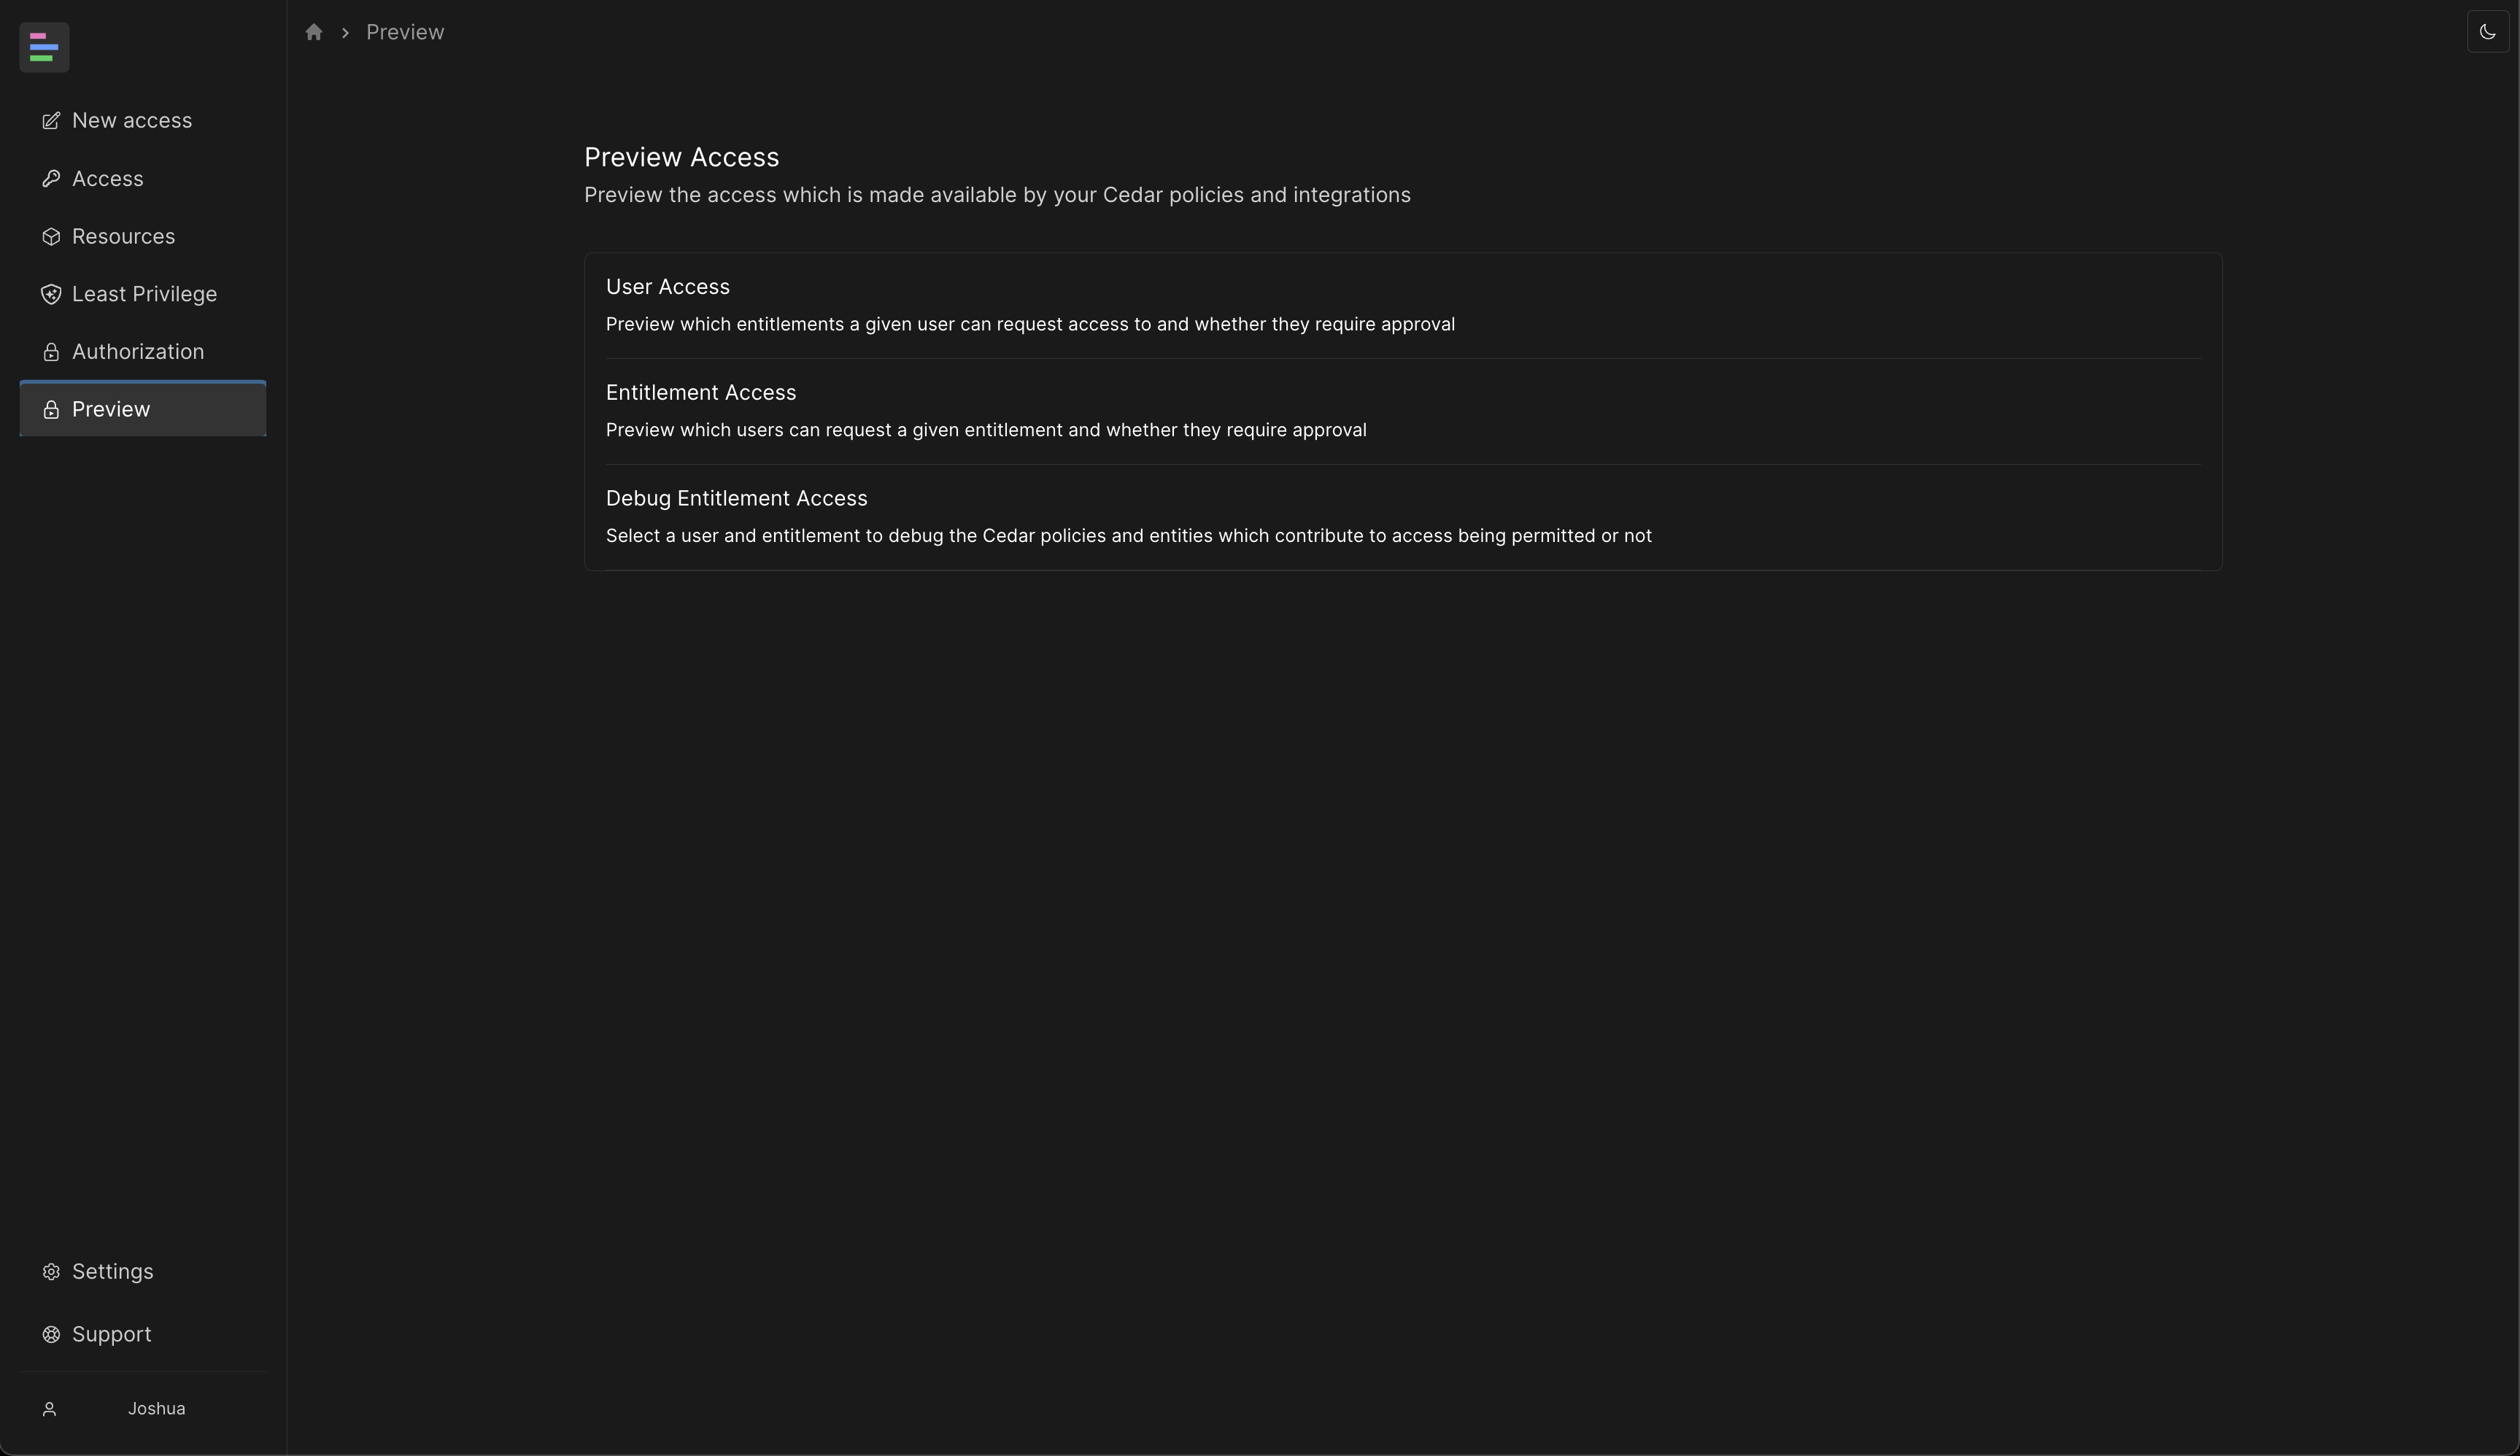 Preview
New access
Access
Resources
Least Privilege
Authorization
Preview
Preview Access
Preview the access which is made available by your Cedar policies and integrations
User Access
Preview which entitlements a given user can request access to and whether they require approval
Entitlement Access
Preview which users can request a given entitlement and whether they require approval
Debug Entitlement Access
Select a user and entitlement to debug the Cedar policies and entities which contribute to access being permitted or not
Settings
Support
Joshua